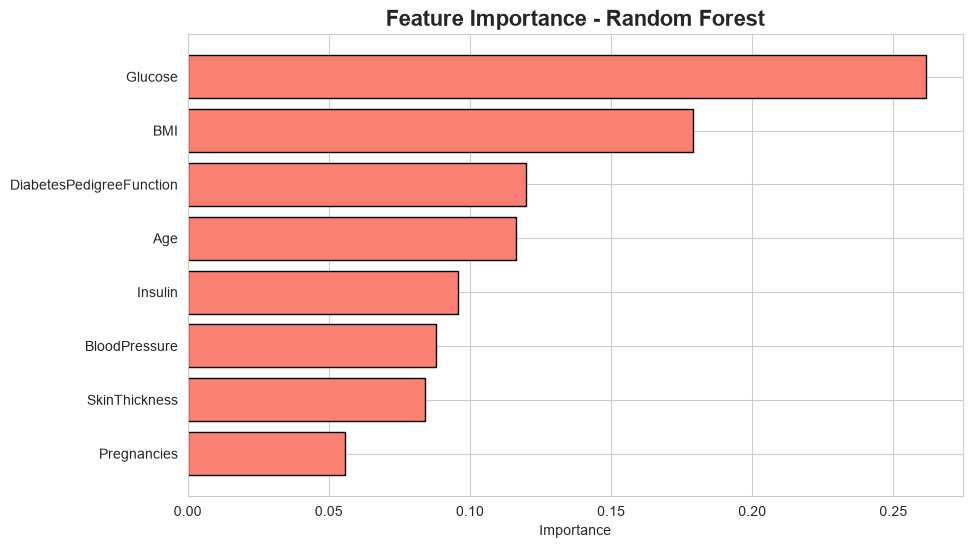 Feature Importance - Random Forest
Glucose
BMI
DiabetesPedigreeFunction
Age
Insulin
BloodPressure
SkinThickness
Pregnancies
0.00 0.05 0.10 0.15 0.20 0.25
Importance